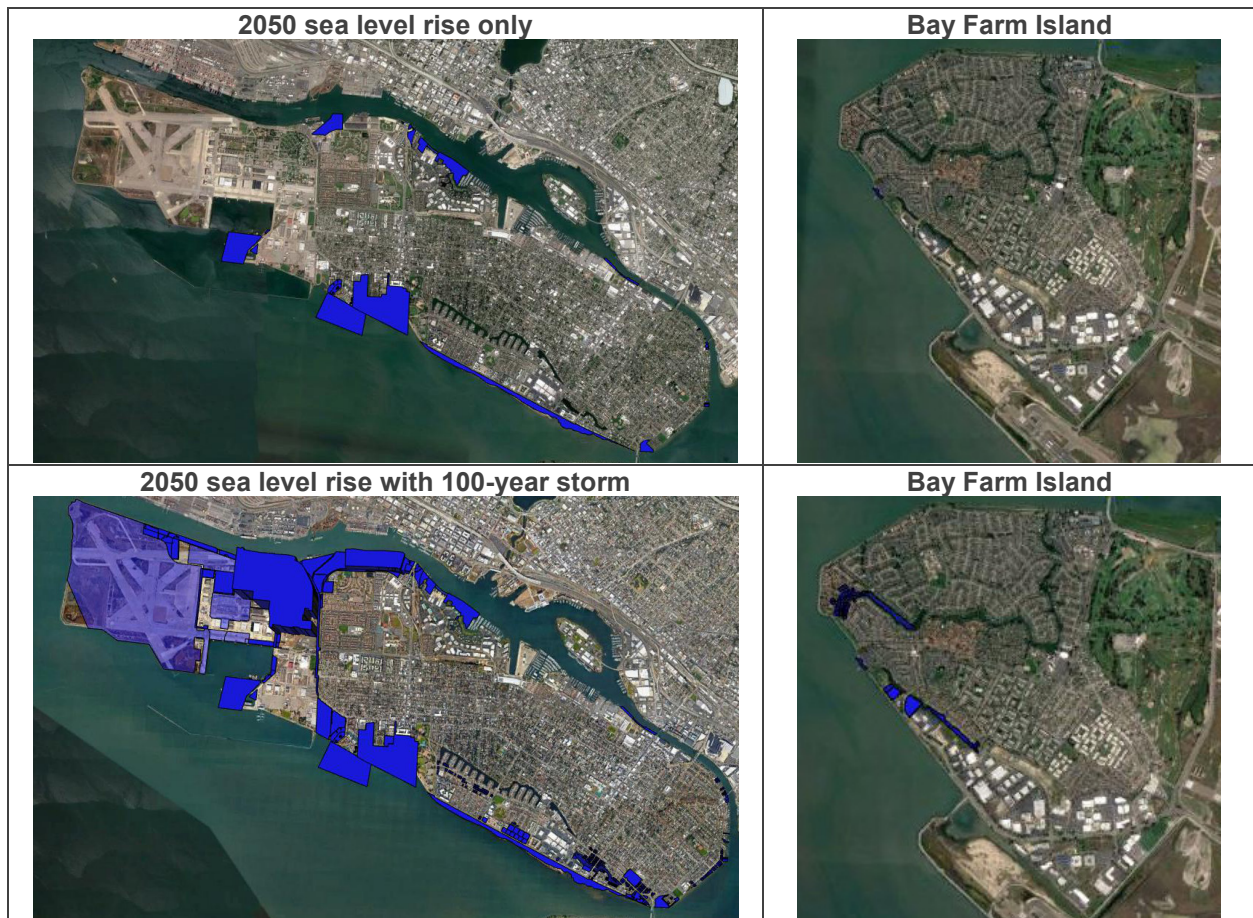 2050 sea level rise only
Bay Farm Island
2050 sea level rise with 100-year storm
Bay Farm Island